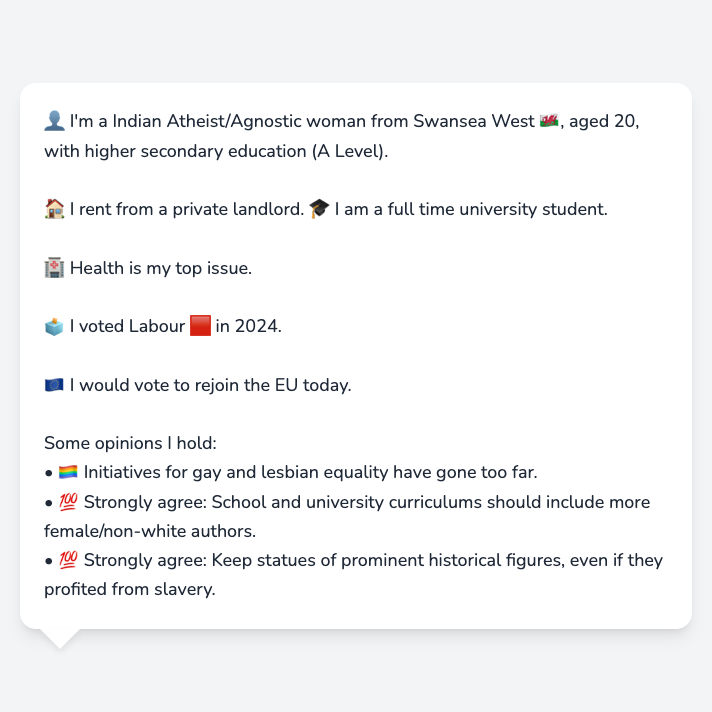 👤 I'm a Indian Atheist/Agnostic woman from Swansea West 🏴󠁧󠁢󠁷󠁬󠁳󠁿, aged 20,
with higher secondary education (A Level).
🏠 I rent from a private landlord. 🎓 I am a full time university student.
🏥 Health is my top issue.
🗳️ I voted Labour 🟥 in 2024.
🇪🇺 I would vote to rejoin the EU today.
Some opinions I hold:
• 🏳️‍🌈 Initiatives for gay and lesbian equality have gone too far.
• 💯 Strongly agree: School and university curriculums should include more
female/non-white authors.
• 💯 Strongly agree: Keep statues of prominent historical figures, even if they
profited from slavery.